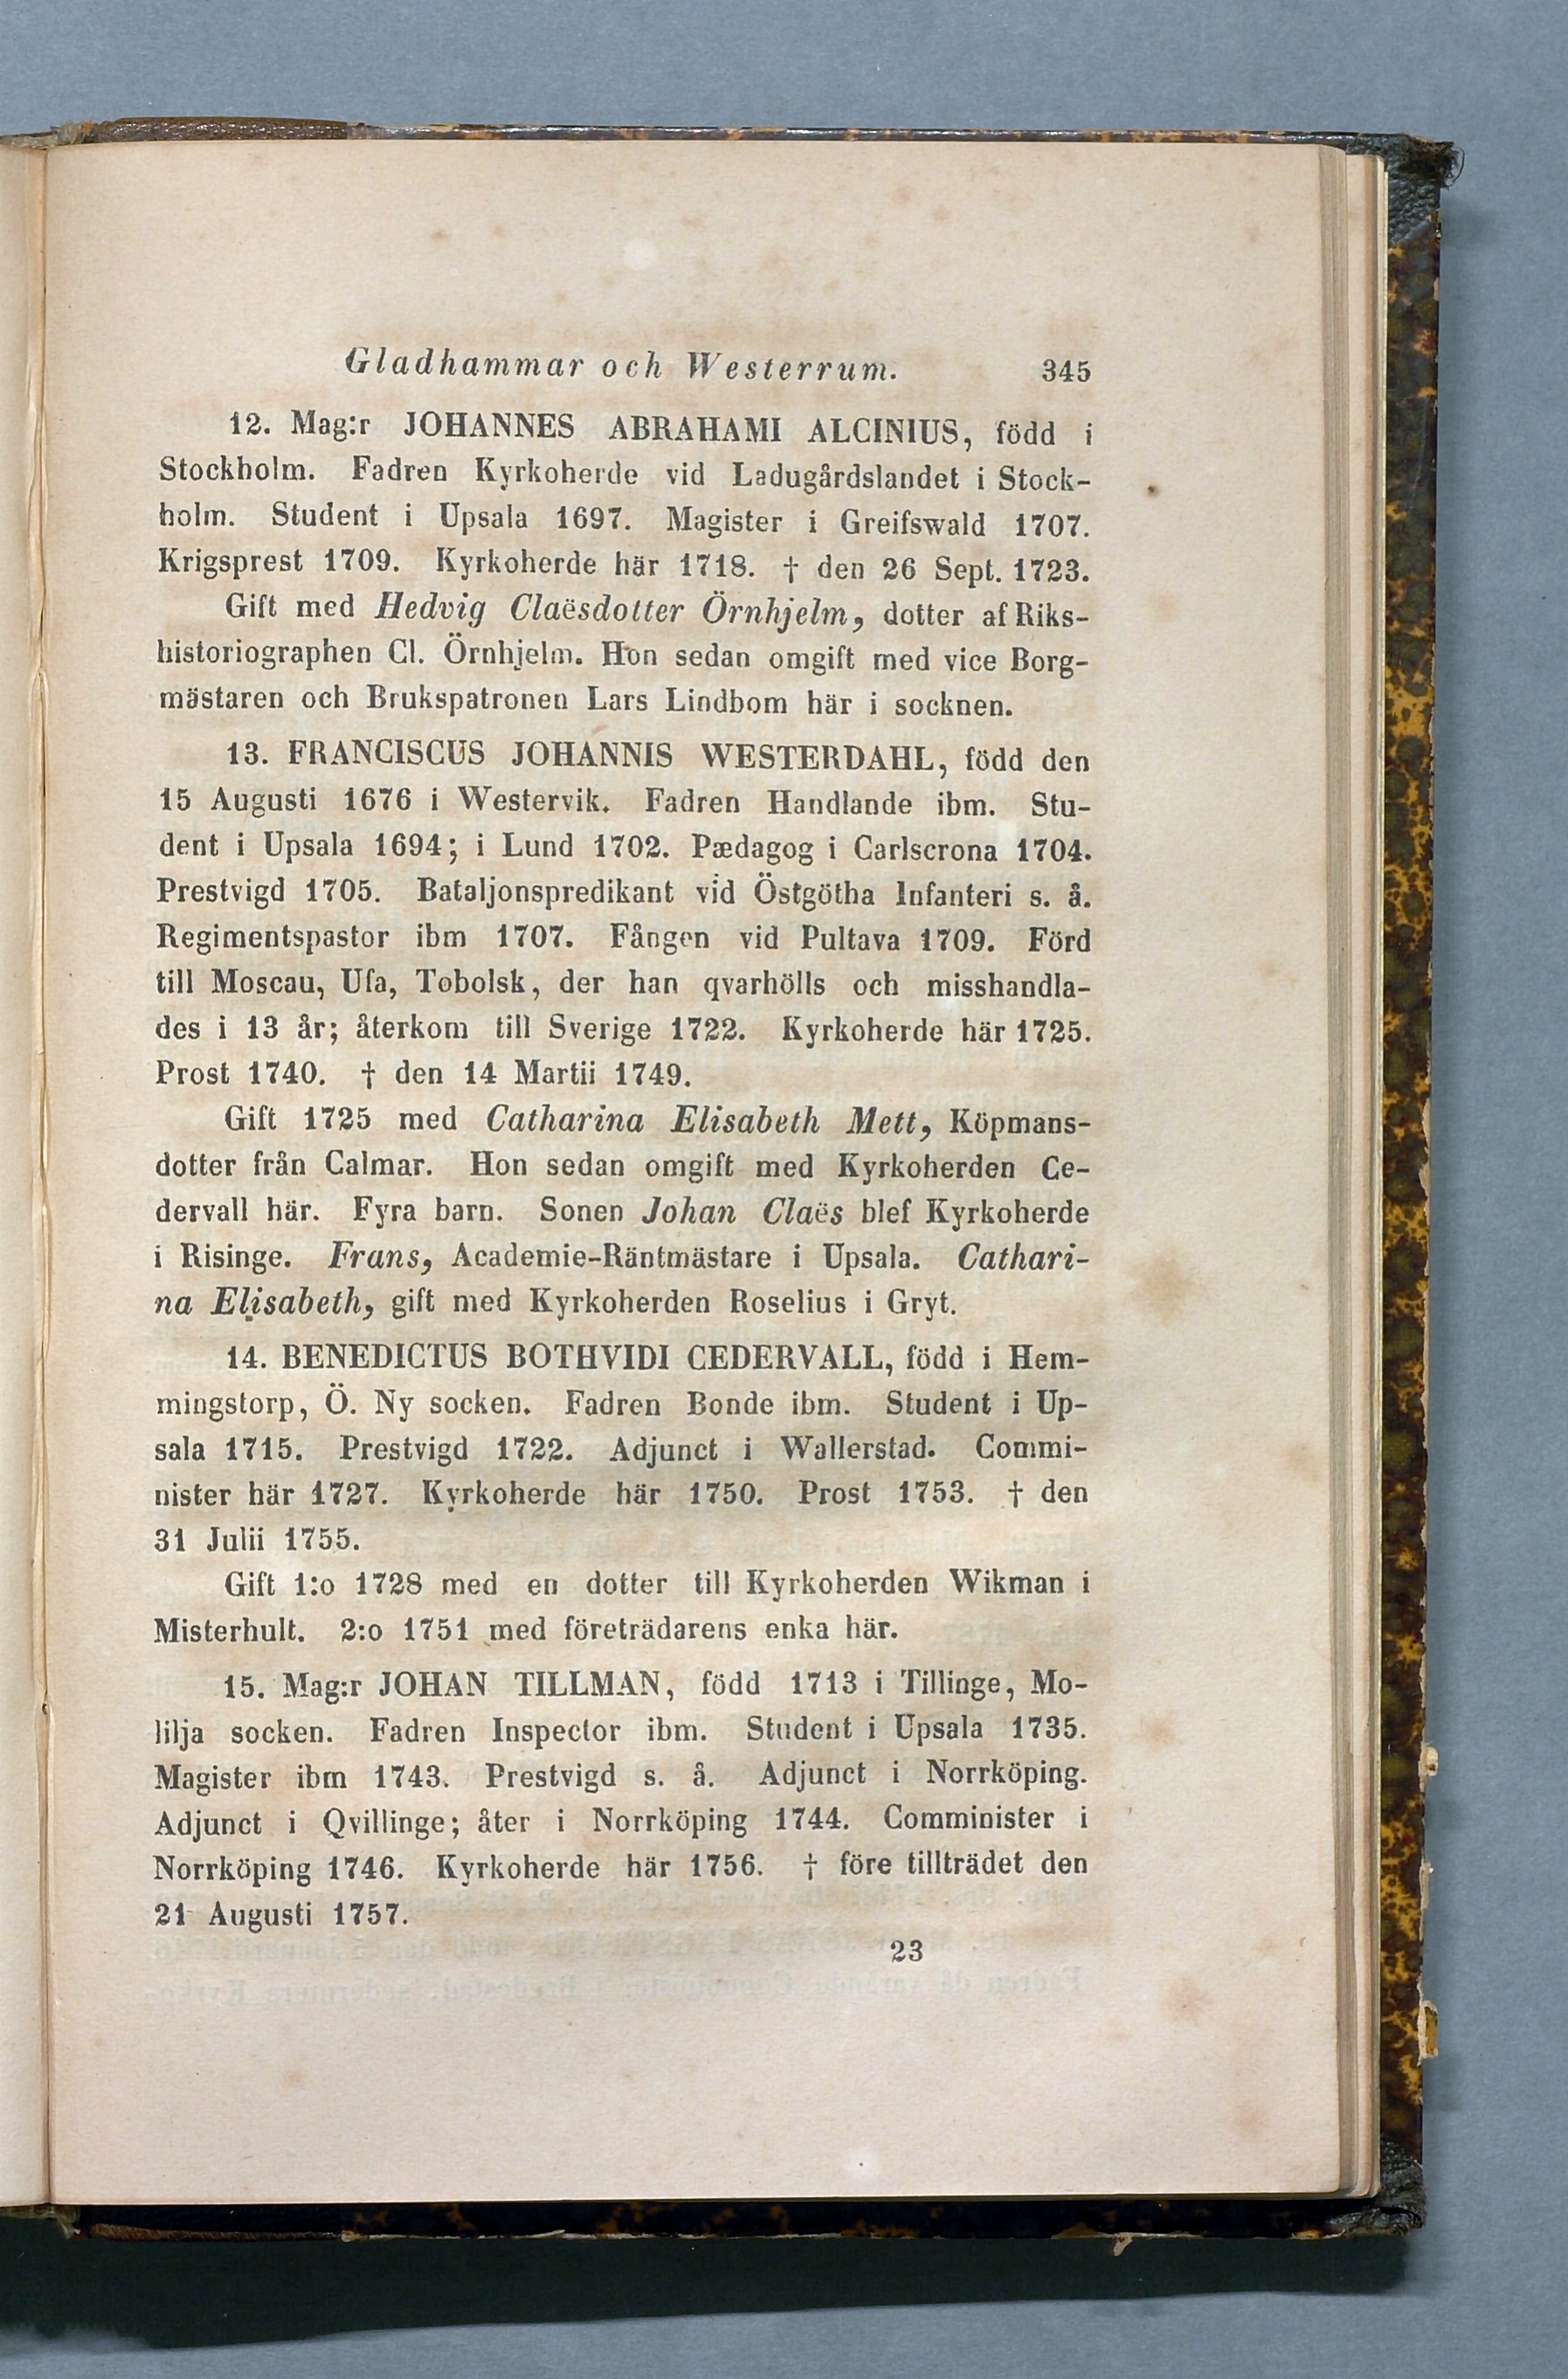 Gladhammar och Westerrum. 345
12. Mag:r JOHANNES ABRAHAMI ALCINIUS, född i
Stockholm. Fadren Kyrkoherde vid Ladugårdslandet i Stock-
holm. Student i Upsala 1697. Magister i Greifswald 1707.
Krigsprest 1709. Kyrkoherde här 1718. † den 26 Sept. 1723.
Gift med Hedvig Claësdotter Örnhjelm, dotter af Riks-
historiographen Cl. Örnhjelm. Hon sedan omgift med vice Borg-
mästaren och Brukspatronen Lars Lindbom här i socknen.
13. FRANCISCUS JOHANNIS WESTERDAHL, född den
15 Augusti 1676 i Westervik. Fadren Handlande ibm. Stu-
dent i Upsala 1694; i Lund 1702. Pædagog i Carlscrona 1704.
Prestvigd 1705. Bataljonspredikant vid Östgötha Infanteri s. å.
Regimentspastor ibm 1707. Fången vid Pultava 1709. Förd
till Moscau, Ufa, Tobolsk, der han qvarhölls och misshandla-
des i 13 år; återkom till Sverige 1722. Kyrkoherde här 1725.
Prost 1740. † den 14 Martii 1749.
Gift 1725 med Catharina Elisabeth Mett, Köpmans-
dotter från Calmar. Hon sedan omgift med Kyrkoherden Ce-
dervall här. Fyra barn. Sonen Johan Claës blef Kyrkoherde
i Risinge. Frans, Academie-Räntmästare i Upsala. Cathari-
na Elisabeth, gift med Kyrkoherden Roselius i Gryt.
14. BENEDICTUS BOTHVIDI CEDERVALL, född i Hem-
mingstorp, Ö. Ny socken. Fadren Bonde ibm. Student i Up-
sala 1715. Prestvigd 1722. Adjunct i Wallerstad. Commi-
nister här 1727. Kyrkoherde här 1750. Prost 1753. † den
31 Julii 1755.
Gift 1:o 1728 med en dotter till Kyrkoherden Wikman i
Misterhult. 2:o 1751 med företrädarens enka här.
15. Mag:r JOHAN TILLMAN, född 1713 i Tillinge, Mo-
lilja socken. Fadren Inspector ibm. Student i Upsala 1735.
Magister ibm 1743. Prestvigd s. å. Adjunct i Norrköping.
Adjunct i Qvillinge; åter i Norrköping 1744. Comminister i
Norrköping 1746. Kyrkoherde här 1756. † före tillträdet den
21 Augusti 1757.
23